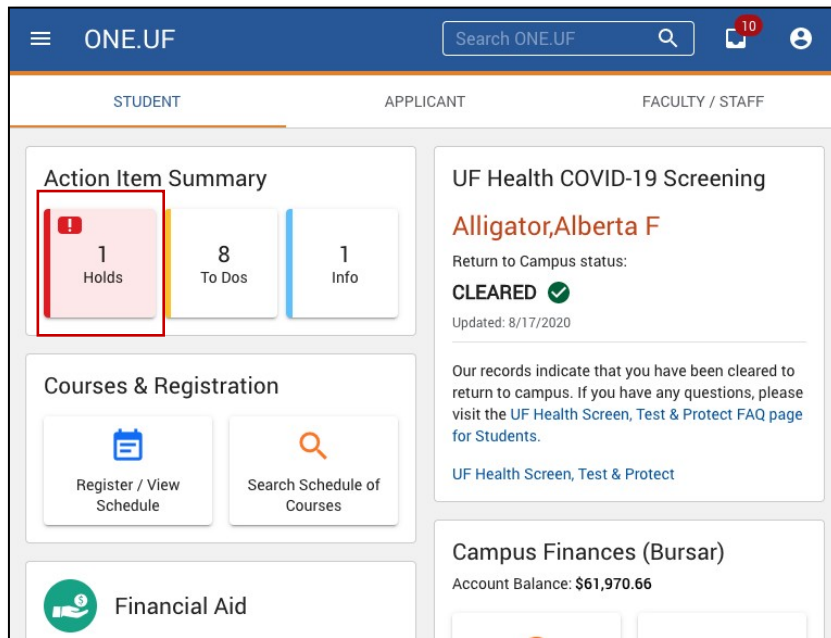 ONE.UF
Search ONE.UF
10
STUDENT
APPLICANT
FACULTY / STAFF
Action Item Summary
!
1
Holds
8
To Dos
1
Info
Courses & Registration
Register / View
Schedule
Search Schedule of
Courses
$
Financial Aid
UF Health COVID-19 Screening
Alligator,Alberta F
Return to Campus status:
CLEARED
Updated: 8/17/2020
Our records indicate that you have been cleared to
return to campus. If you have any questions, please
visit the UF Health Screen, Test & Protect FAQ page
for Students.
UF Health Screen, Test & Protect
Campus Finances (Bursar)
Account Balance: $61,970.66